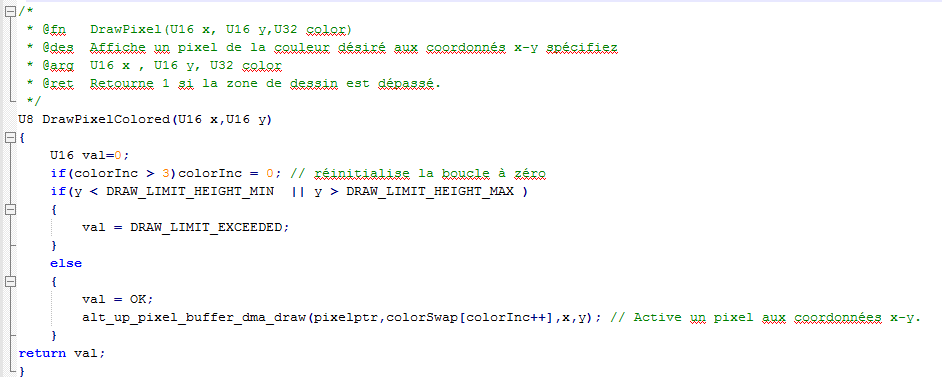 /*
 * @fn   DrawPixel(U16 x, U16 y,U32 color)
 * @des  Affiche un pixel de la couleur désiré aux coordonnés x-y spécifiez
 * @arg  U16 x , U16 y, U32 color
 * @ret  Retourne 1 si la zone de dessin est dépassé.
 */
U8 DrawPixelColored(U16 x,U16 y)
{
    U16 val=0;
    if(colorInc > 3)colorInc = 0; // réinitialise la boucle à zéro
    if(y < DRAW_LIMIT_HEIGHT_MIN  || y > DRAW_LIMIT_HEIGHT_MAX )
    {
        val = DRAW_LIMIT_EXCEEDED;
    }
    else
    {
        val = OK;
        alt_up_pixel_buffer_dma_draw(pixelptr,colorSwap[colorInc++],x,y); // Active un pixel aux coordonnées x-y.
    }
return val;
}